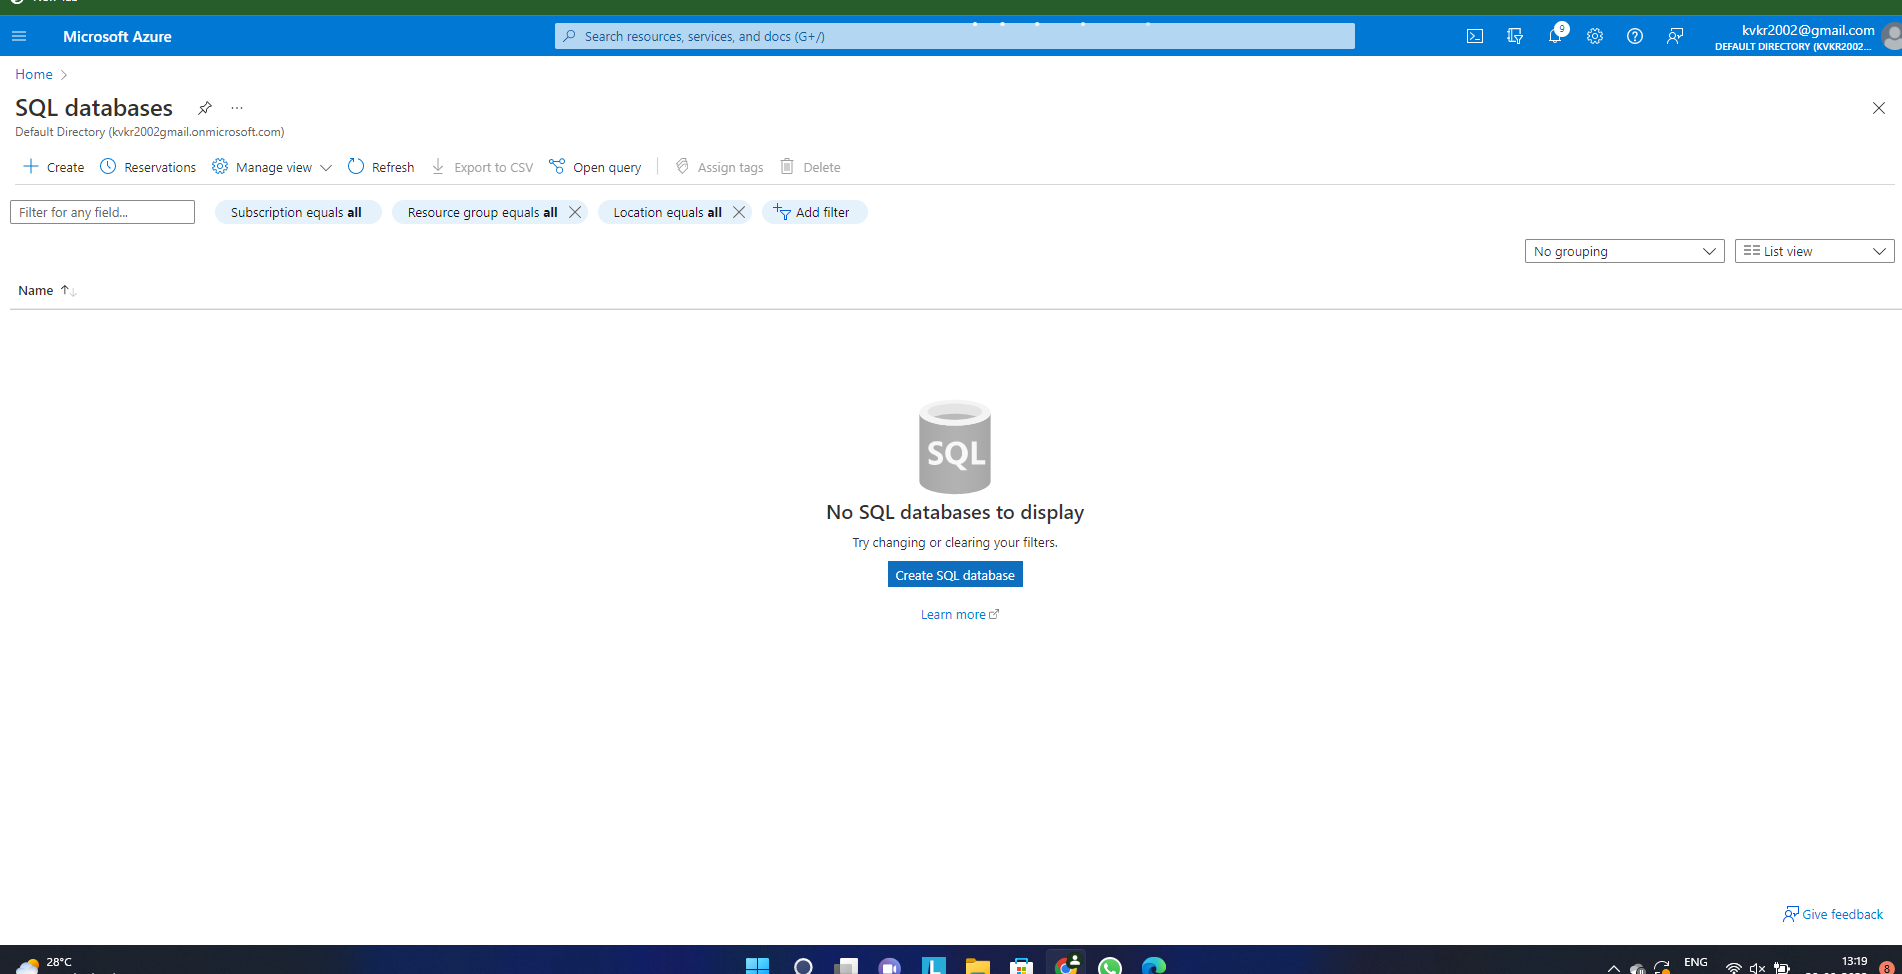 Microsoft Azure
Search resources, services, and docs (G+/)
9
kvkr2002@gmail.com
DEFAULT DIRECTORY (KVKR2002...
Home
SQL databases
...
Default Directory (kvkr2002gmail.onmicrosoft.com)
Create
Reservations
Manage view
Refresh
Export to CSV
Open query
Assign tags
Delete
Filter for any field...
Subscription equals all
Resource group equals all
Location equals all
Add filter
No grouping
List view
Name
SQL
No SQL databases to display
Try changing or clearing your filters.
Create SQL database
Learn more
Give feedback
28°C
ENG
13:19
8